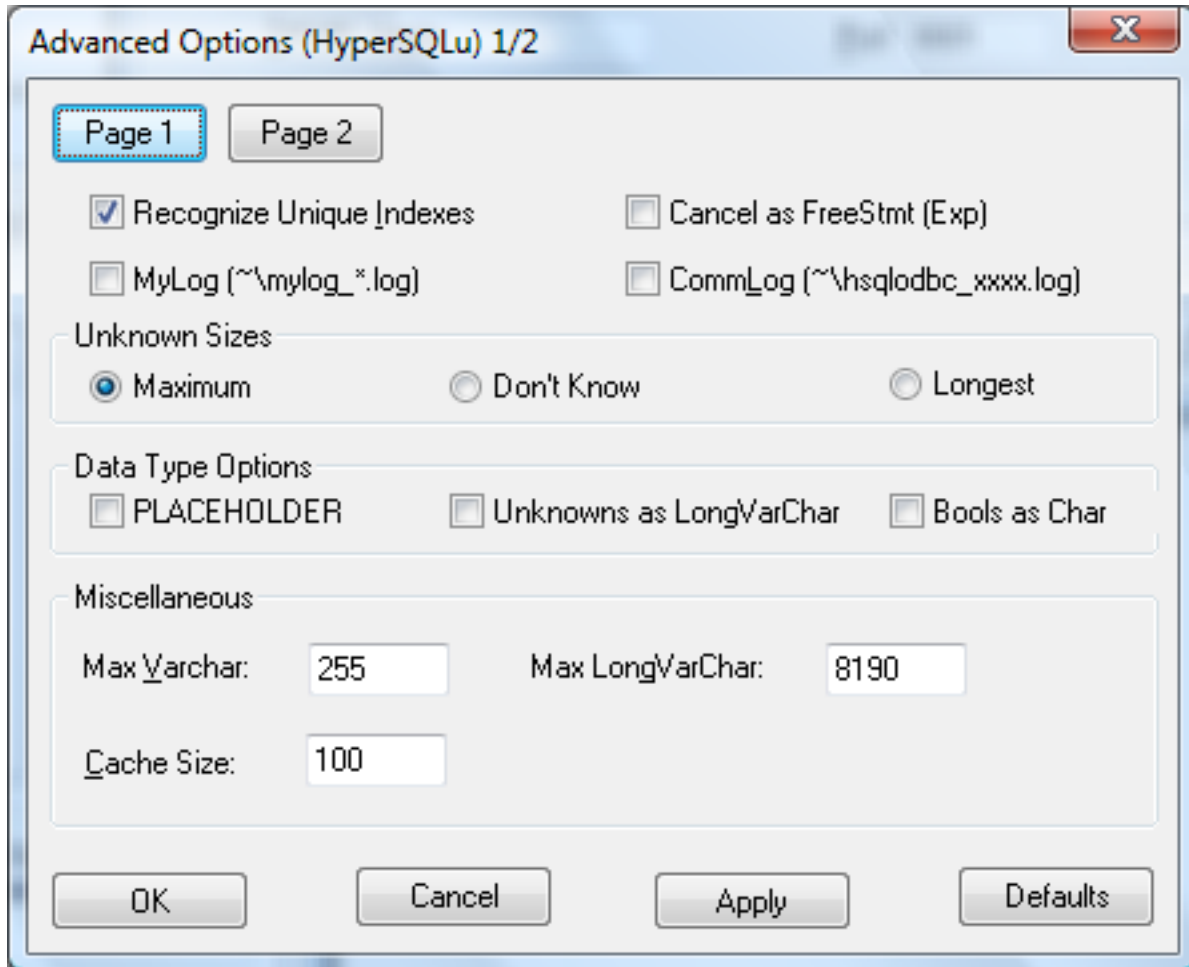 Advanced Options (HyperSQLu) 1/2
Page 1 Page 2
Recognize Unique Indexes Cancel as FreeStmt (Exp)
MyLog (~\mylog_*.log) CommLog (~\hsqlodbc_xxxx.log)
Unknown Sizes
Maximum Don't Know Longest
Data Type Options
PLACEHOLDER Unknowns as LongVarChar Bools as Char
Miscellaneous
Max Varchar: 255 Max LongVarChar: 8190
Cache Size: 100
OK Cancel Apply Defaults